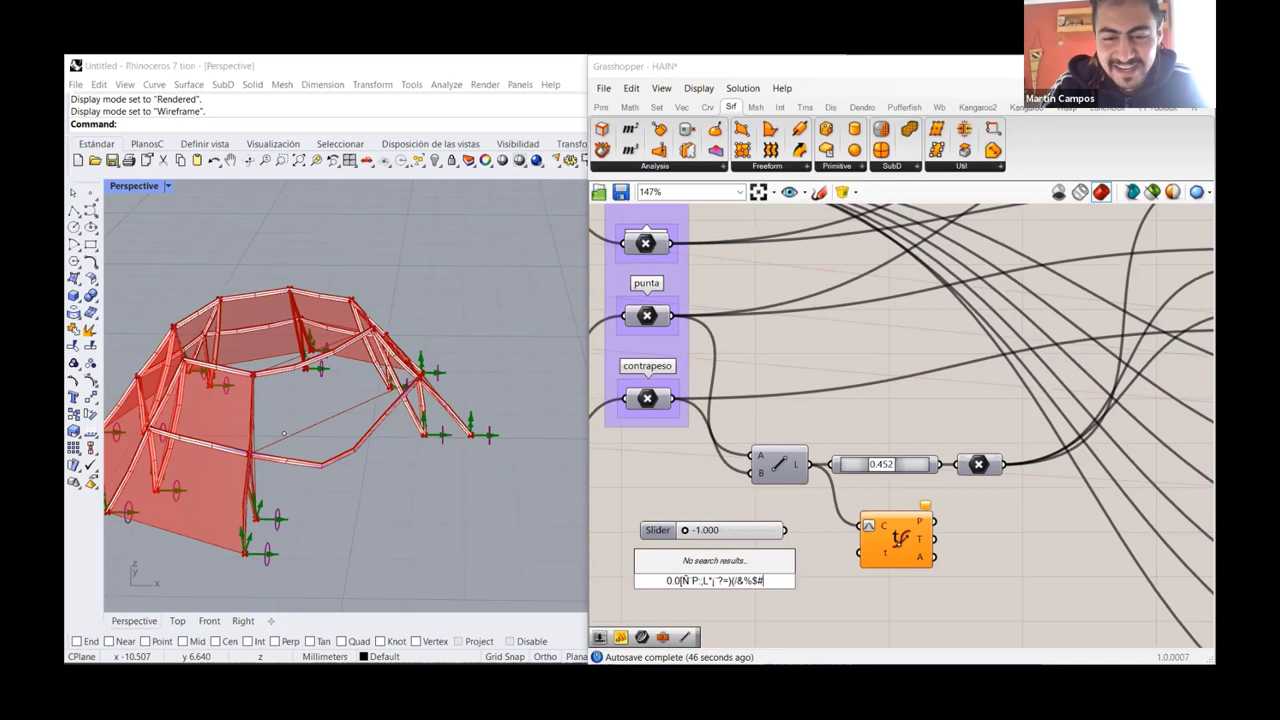 Martin Campos
Untitled - Rhinoceros 7 tion - [Perspective]
File Edit View Curve Surface SubD Solid Mesh Dimension Transform Tools Analyze Render Panels Help
Display mode set to "Rendered".
Display mode set to "Wireframe".
Command:
Estándar PlanosC Definir vista Visualización Seleccionar Disposición de las vistas Visibilidad Transfo
Perspective
z
y
x
Perspective Top Front Right
End Near Point Mid Cen Int Perp Tan Quad Knot Vertex Project Disable
CPlane x -10.507 y 6.640 z Millimeters Default Grid Snap Ortho Plana
Grasshopper - HAIN*
File Edit View Display Solution Help
Prm Math Set Vec Crv Srf Msh Int Trns Dis Dendro Pufferfish Wb Kangaroo2
Analysis Freeform Primitive SubD Util
147%
punta
contrapeso
A
B
L
0.452
Slider -1.000
No search results...
0.0[Ñ P:;L*¡¨?=)(/&%$#
C
t
P
T
A
Autosave complete (46 seconds ago)
1.0.0007